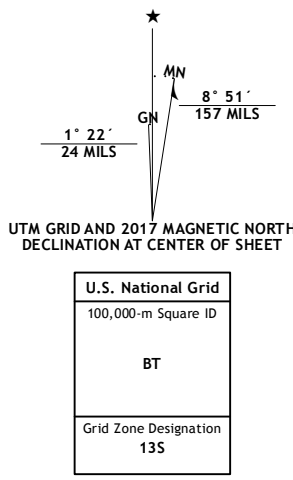 MN
GN
8° 51´
157 MILS
1° 22´
24 MILS
UTM GRID AND 2017 MAGNETIC NORTH
DECLINATION AT CENTER OF SHEET
U.S. National Grid
100,000-m Square ID
BT
Grid Zone Designation
13S